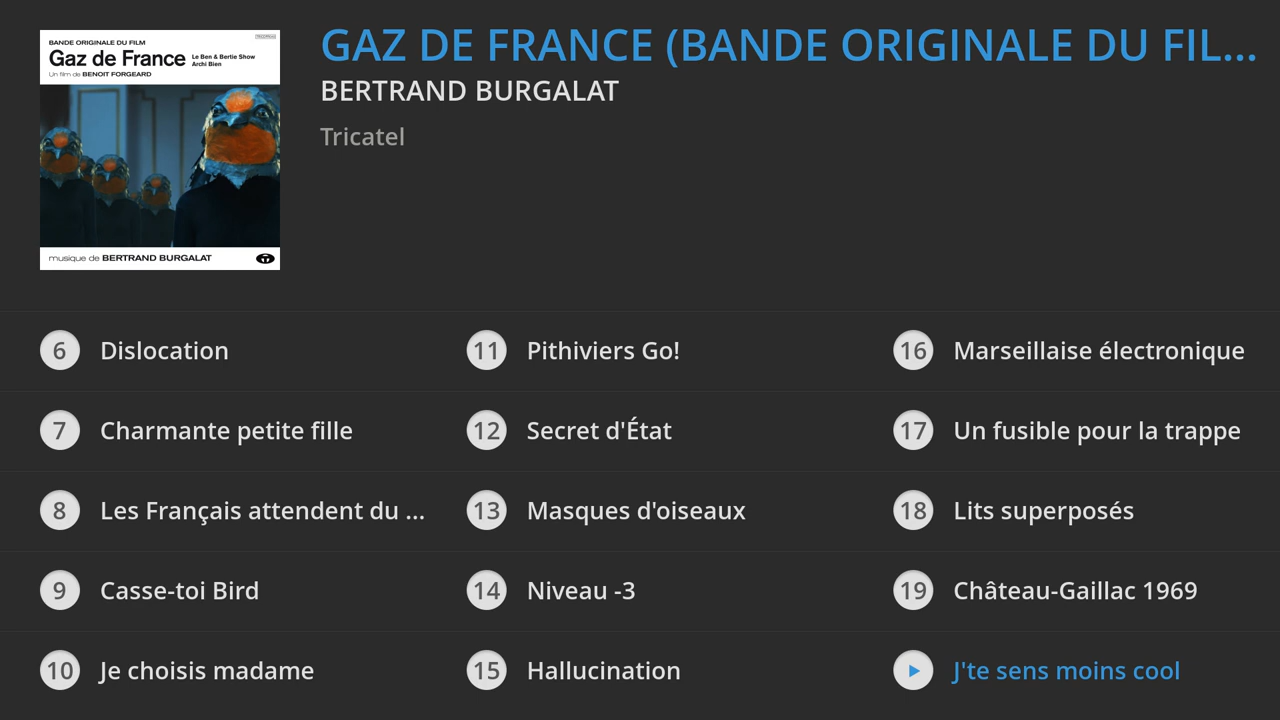 BANDE ORIGINALE DU FILM
Gaz de France
Le Ben & Bertie Show
Archi Bien
Un film de BENOIT FORGEARD
musique de BERTRAND BURGALAT
GAZ DE FRANCE (BANDE ORIGINALE DU FIL...
BERTRAND BURGALAT
Tricatel
6 Dislocation
7 Charmante petite fille
8 Les Français attendent du ...
9 Casse-toi Bird
10 Je choisis madame
11 Pithiviers Go!
12 Secret d'État
13 Masques d'oiseaux
14 Niveau -3
15 Hallucination
16 Marseillaise électronique
17 Un fusible pour la trappe
18 Lits superposés
19 Château-Gaillac 1969
J'te sens moins cool